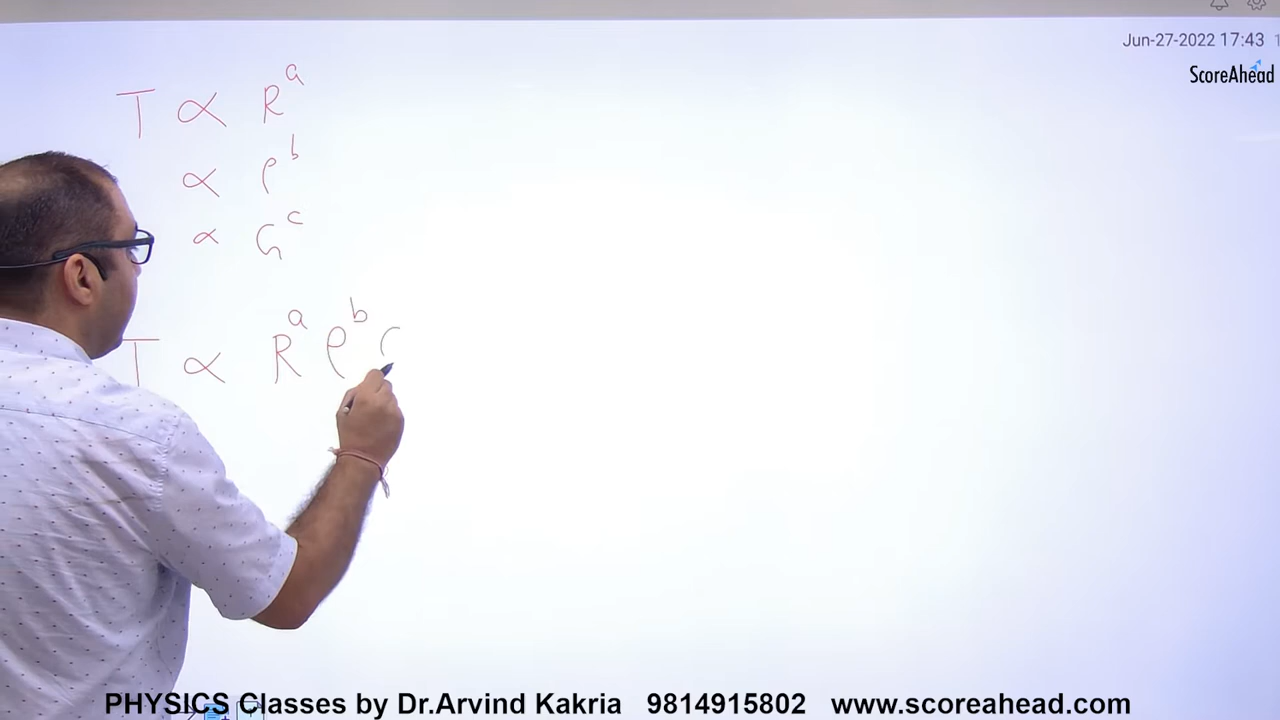 Jun-27-2022 17:43
ScoreAhead
T ∝ R^a
∝ ρ^b
∝ G^c
T ∝ R^a ρ^b
PHYSICS Classes by Dr.Arvind Kakria 9814915802 www.scoreahead.com